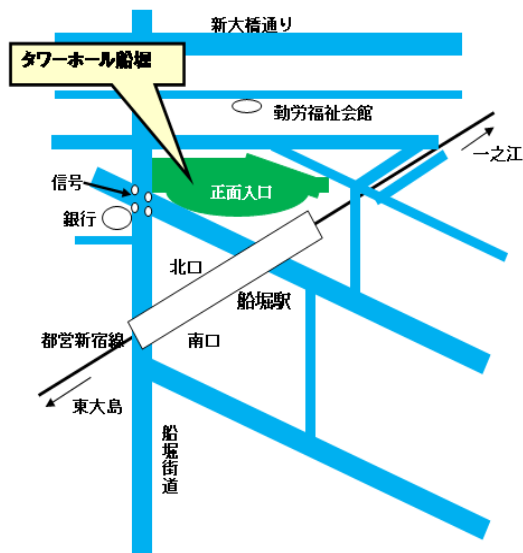 新大橋通り
タワーホール船堀
勤労福祉会館
一之江
信号
正面入口
銀行
北口
船堀駅
都営新宿線
南口
東大島
船堀街道